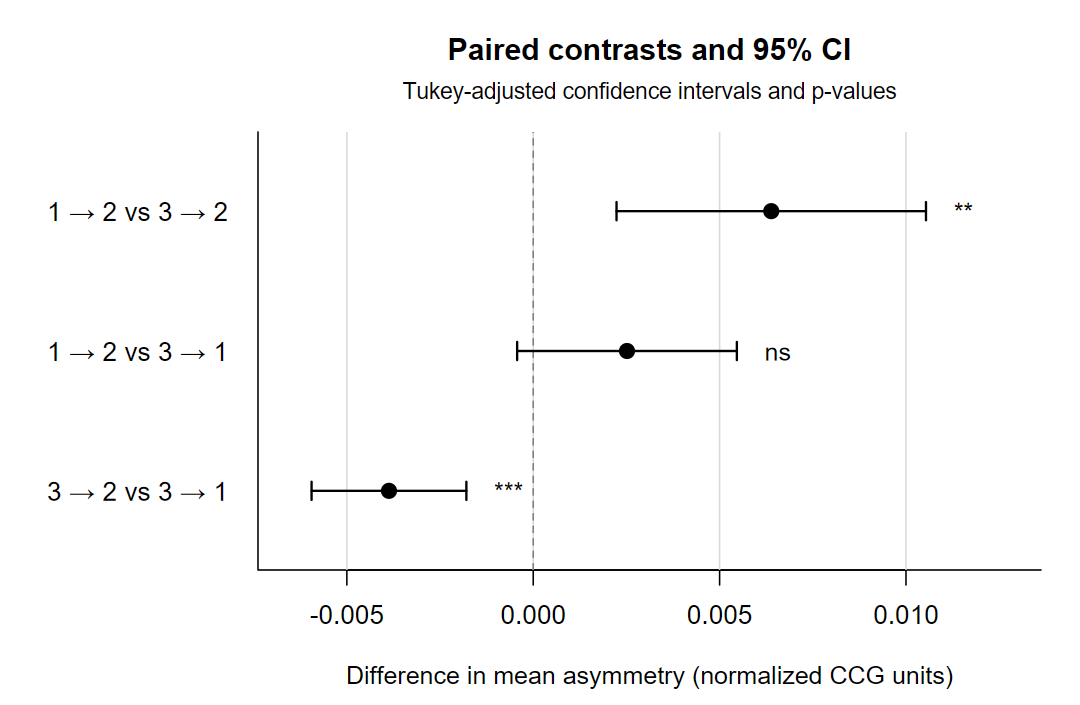 Paired contrasts and 95% CI
Tukey-adjusted confidence intervals and p-values
1 → 2 vs 3 → 2
**
1 → 2 vs 3 → 1
ns
3 → 2 vs 3 → 1
***
-0.005 0.000 0.005 0.010
Difference in mean asymmetry (normalized CCG units)